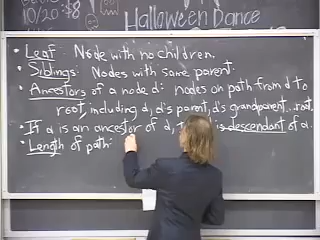 10/20:
Halloween Dance
• Leaf: Node with no children.
• Siblings: Nodes with same parent.
• Ancestors of a node d: nodes on path from d to
root, including d, d's parent, d's grandparent...root.
• If a is an ancestor of d, d is descendant of a.
• Length of path: